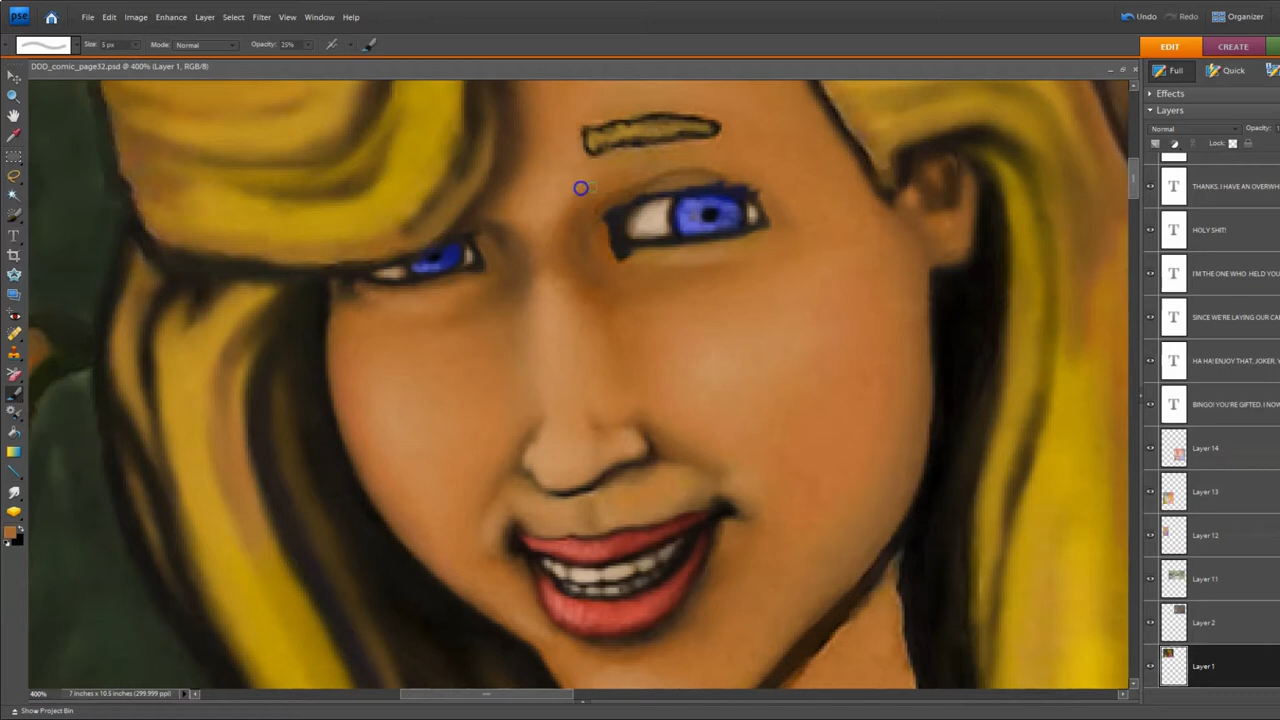 pse
File Edit Image Enhance Layer Select Filter View Window Help
Undo Redo Organizer
Size: 5 px Mode: Normal Opacity: 25%
EDIT CREATE
DDD_comic_page32.psd @ 400% (Layer 1, RGB/8)
Full Quick
Effects
Layers
Normal Opacity: 1
Lock:
T THANKS. I HAVE AN OVERWH
T HOLY SHIT!
T I'M THE ONE WHO HELD YOU
T SINCE WE'RE LAYING OUR CA
T HA HA! ENJOY THAT, JOKER. Y
T BINGO! YOU'RE GIFTED. I NOW
Layer 14
Layer 13
Layer 12
Layer 11
Layer 2
Layer 1
400% 7 inches x 10.5 inches (299.999 ppi)
Show Project Bin